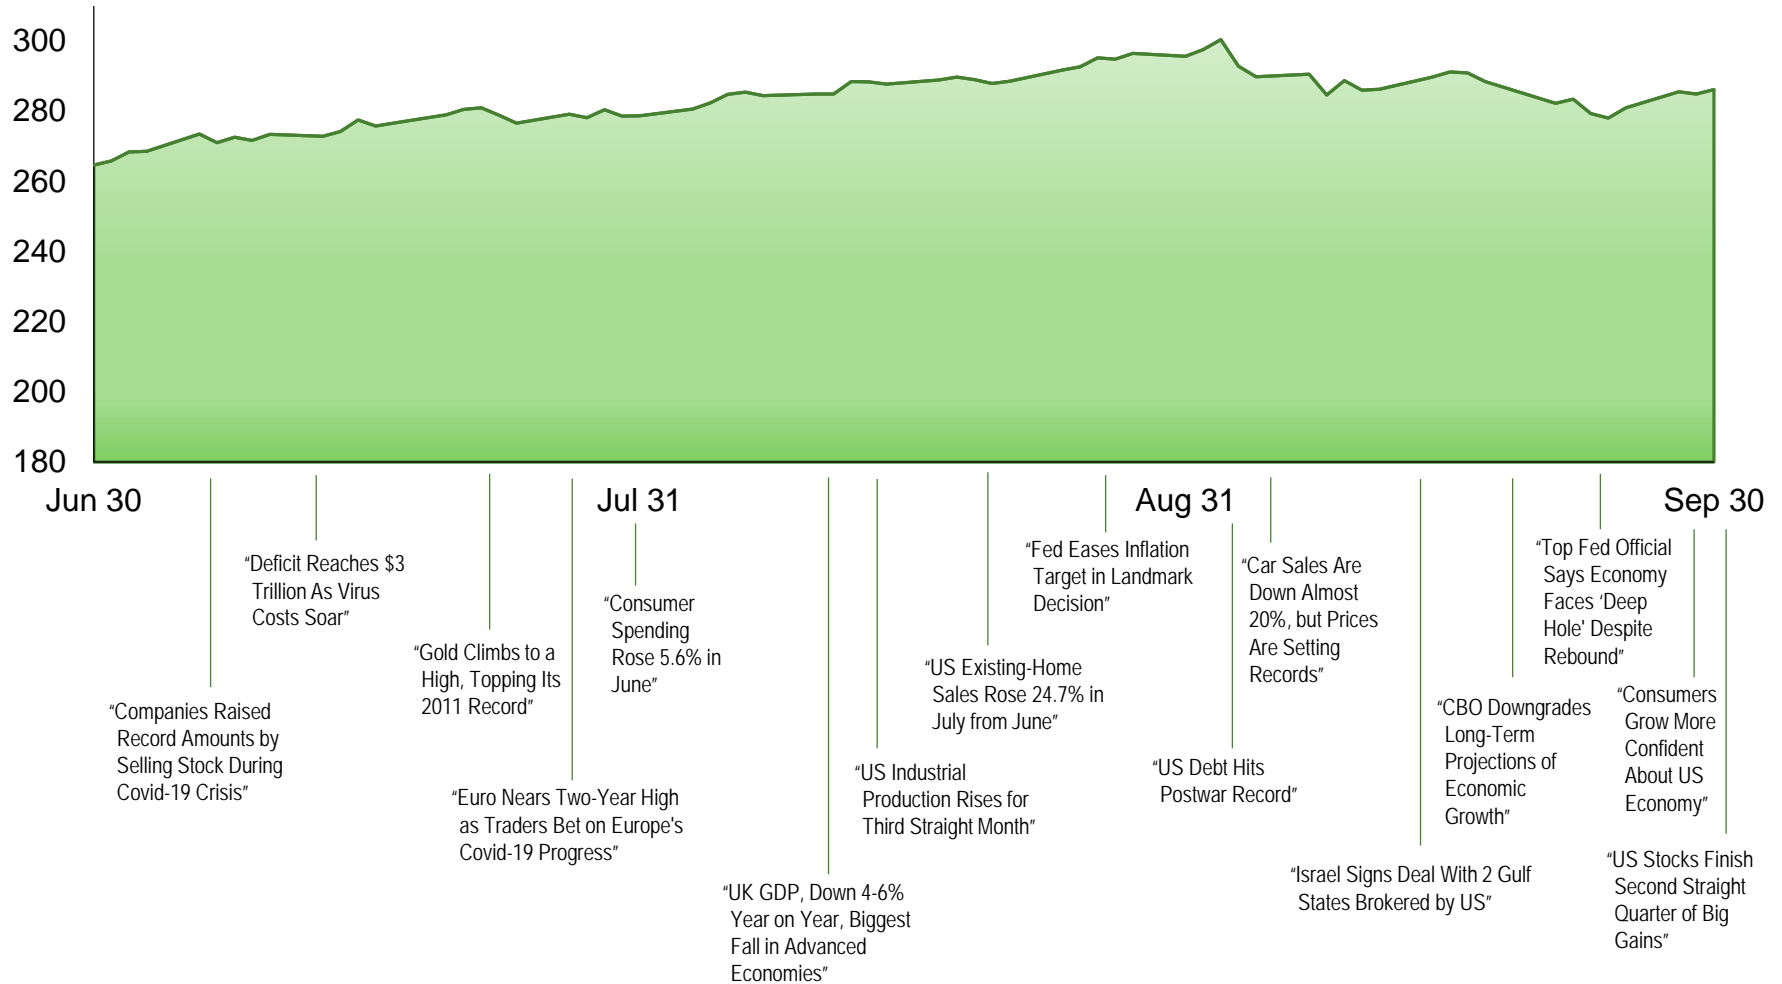 300
280
260
240
220
200
180
Jun 30
Jul 31
Aug 31
Sep 30
“Companies Raised
Record Amounts by
Selling Stock During
Covid-19 Crisis”
“Deficit Reaches $3
Trillion As Virus
Costs Soar”
“Gold Climbs to a
High, Topping Its
2011 Record”
“Euro Nears Two-Year High
as Traders Bet on Europe's
Covid-19 Progress”
“Consumer
Spending
Rose 5.6% in
June”
“UK GDP, Down 4-6%
Year on Year, Biggest
Fall in Advanced
Economies”
“US Industrial
Production Rises for
Third Straight Month”
“US Existing-Home
Sales Rose 24.7% in
July from June”
“Fed Eases Inflation
Target in Landmark
Decision”
“US Debt Hits
Postwar Record”
“Car Sales Are
Down Almost
20%, but Prices
Are Setting
Records”
“Israel Signs Deal With 2 Gulf
States Brokered by US”
“CBO Downgrades
Long-Term
Projections of
Economic
Growth”
“Top Fed Official
Says Economy
Faces ‘Deep
Hole' Despite
Rebound”
“Consumers
Grow More
Confident
About US
Economy”
“US Stocks Finish
Second Straight
Quarter of Big
Gains”